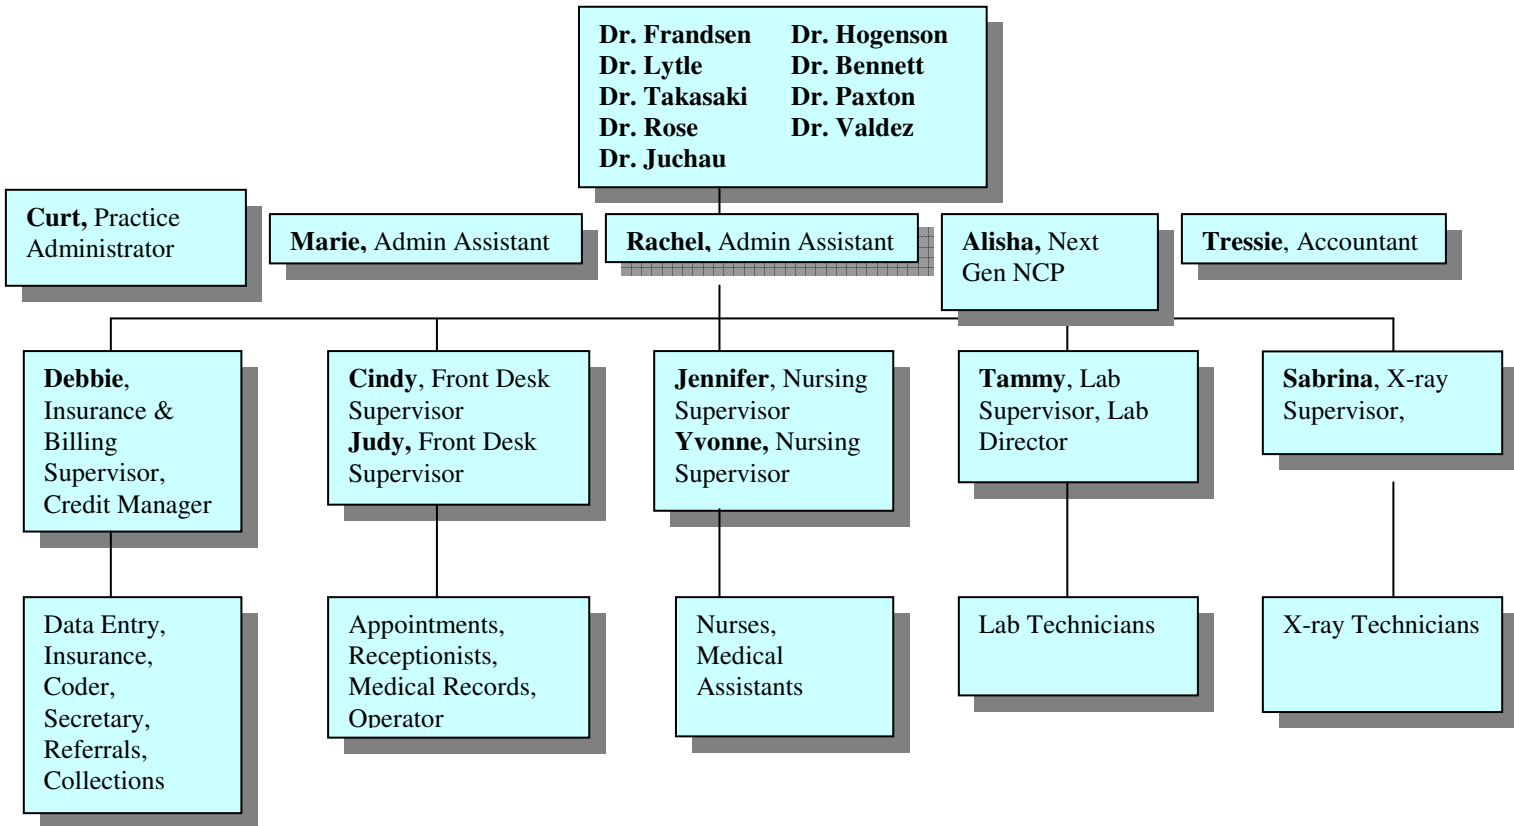 Dr. Frandsen Dr. Hogenson
Dr. Lytle Dr. Bennett
Dr. Takasaki Dr. Paxton
Dr. Rose Dr. Valdez
Dr. Juchau
Curt, Practice
Administrator
Marie, Admin Assistant
Rachel, Admin Assistant
Alisha, Next
Gen NCP
Tressie, Accountant
Debbie,
Insurance &
Billing
Supervisor,
Credit Manager
Cindy, Front Desk
Supervisor
Judy, Front Desk
Supervisor
Jennifer, Nursing
Supervisor
Yvonne, Nursing
Supervisor
Tammy, Lab
Supervisor, Lab
Director
Sabrina, X-ray
Supervisor,
Data Entry,
Insurance,
Coder,
Secretary,
Referrals,
Collections
Appointments,
Receptionists,
Medical Records,
Operator
Nurses,
Medical
Assistants
Lab Technicians
X-ray Technicians